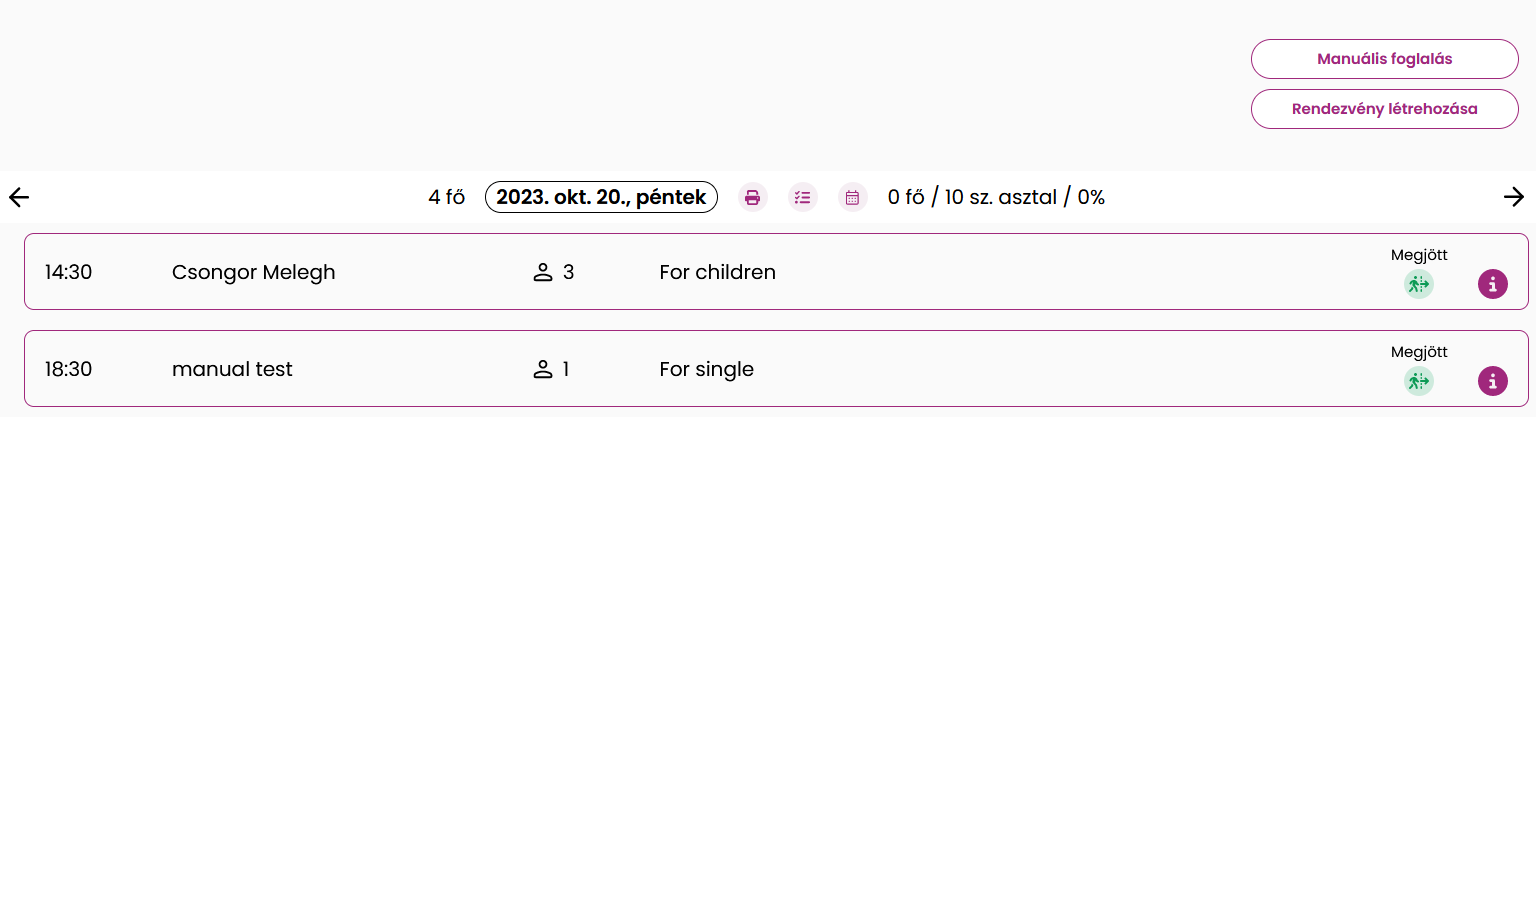 Manuális foglalás
Rendezvény létrehozása
4 fő 2023. okt. 20., péntek 0 fő / 10 sz. asztal / 0%
14:30 Csongor Melegh 3 For children Megjött
18:30 manual test 1 For single Megjött